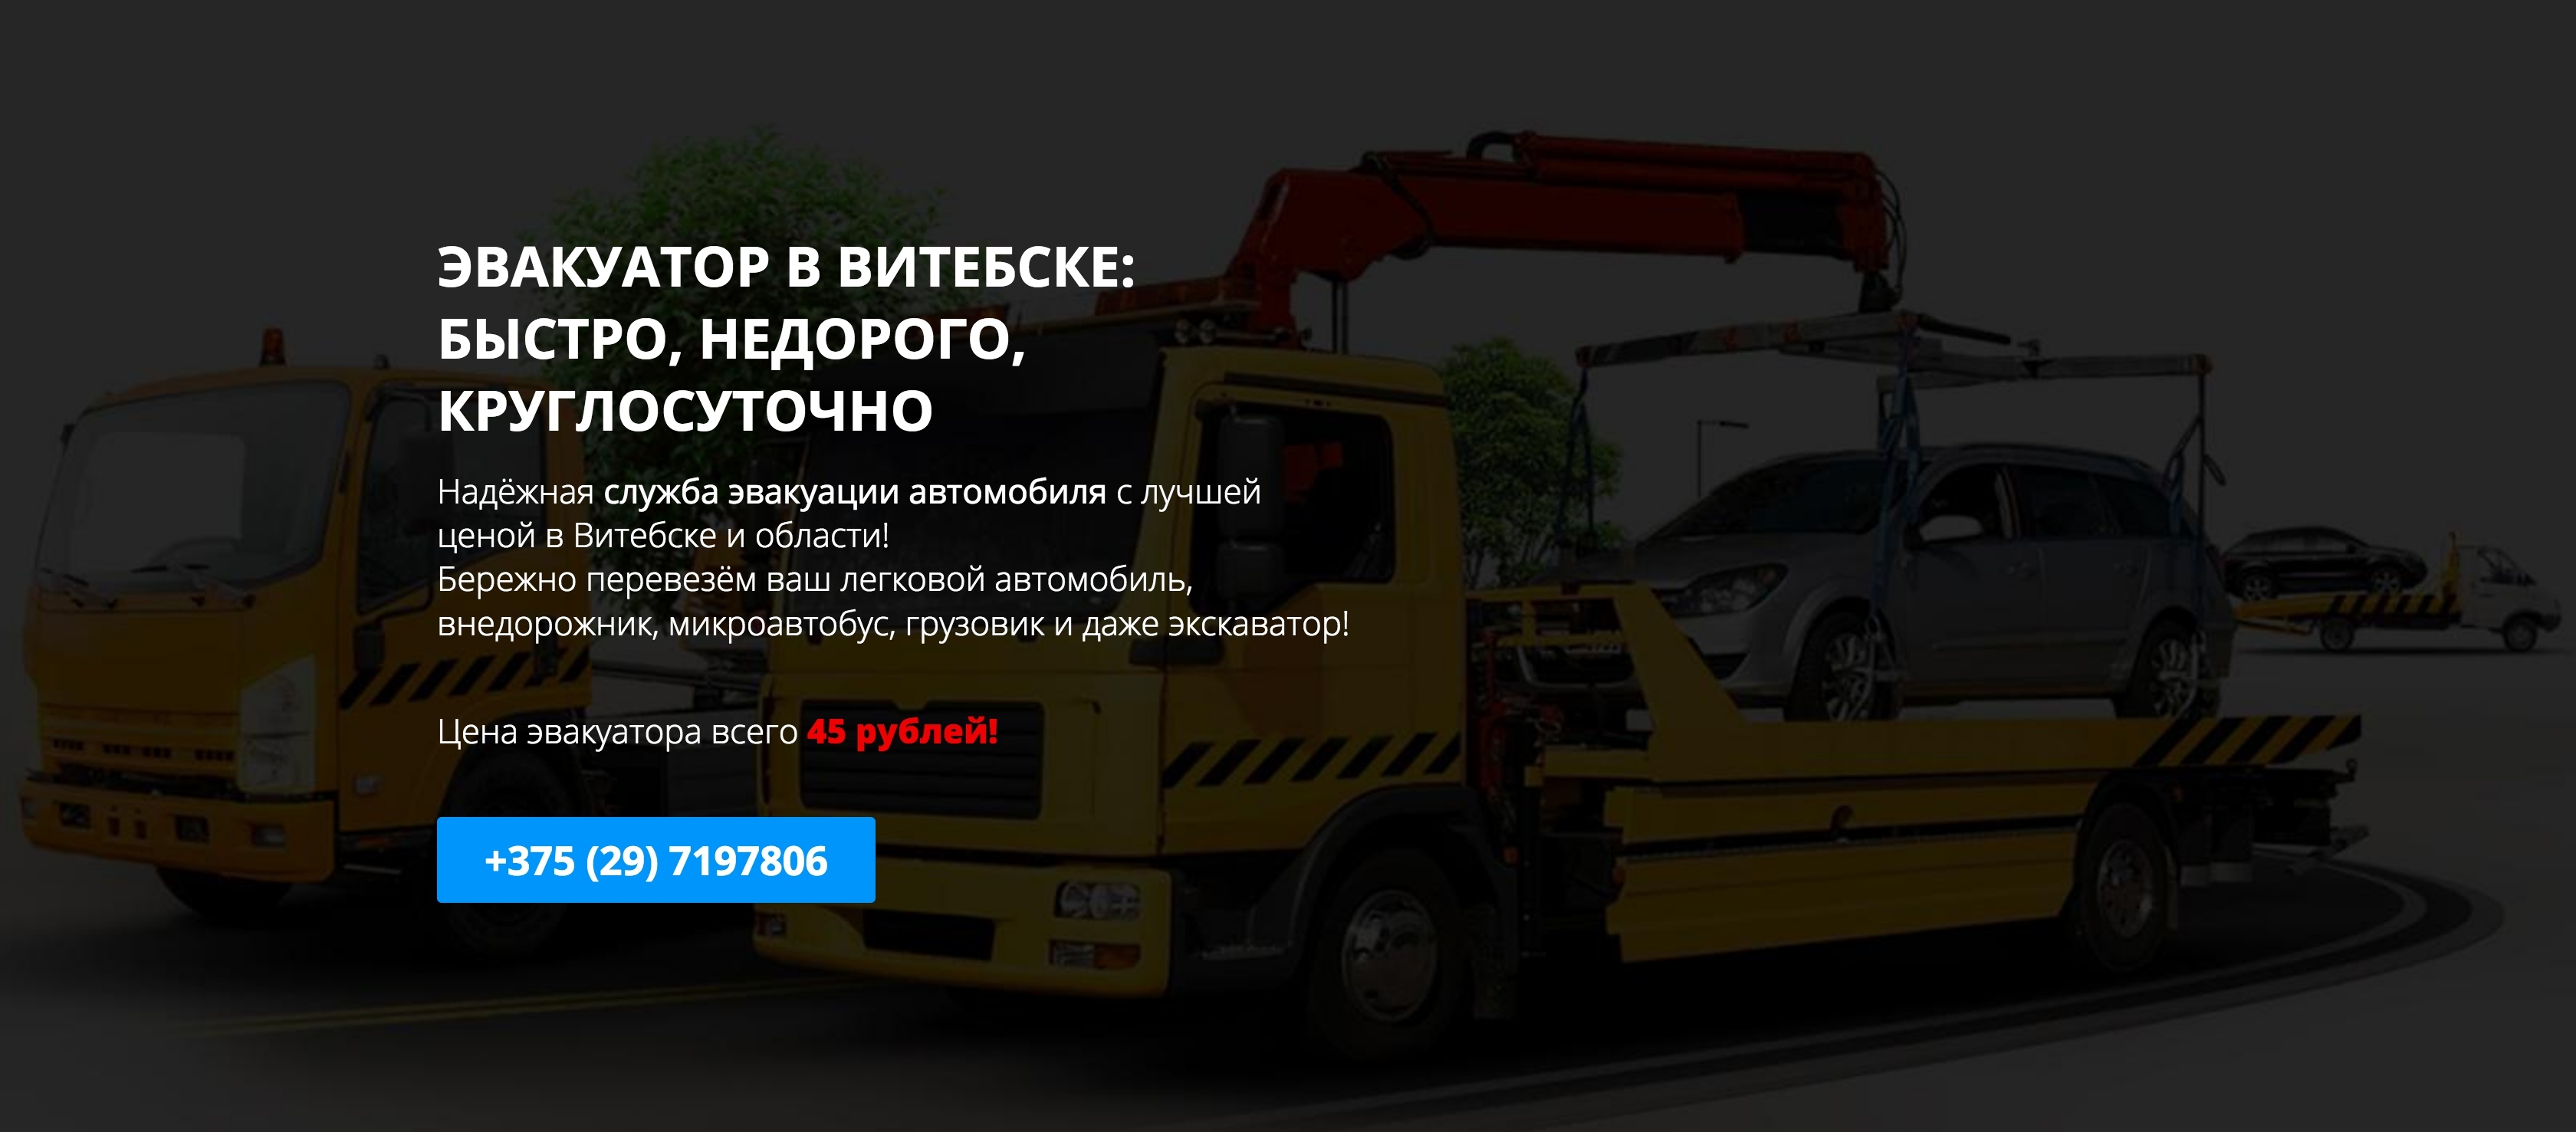 ЭВАКУАТОР В ВИТЕБСКЕ:
БЫСТРО, НЕДОРОГО,
КРУГЛОСУТОЧНО
Надёжная служба эвакуации автомобиля с лучшей
ценой в Витебске и области!
Бережно перевезём ваш легковой автомобиль,
внедорожник, микроавтобус, грузовик и даже экскаватор!
Цена эвакуатора всего 45 рублей!
+375 (29) 7197806